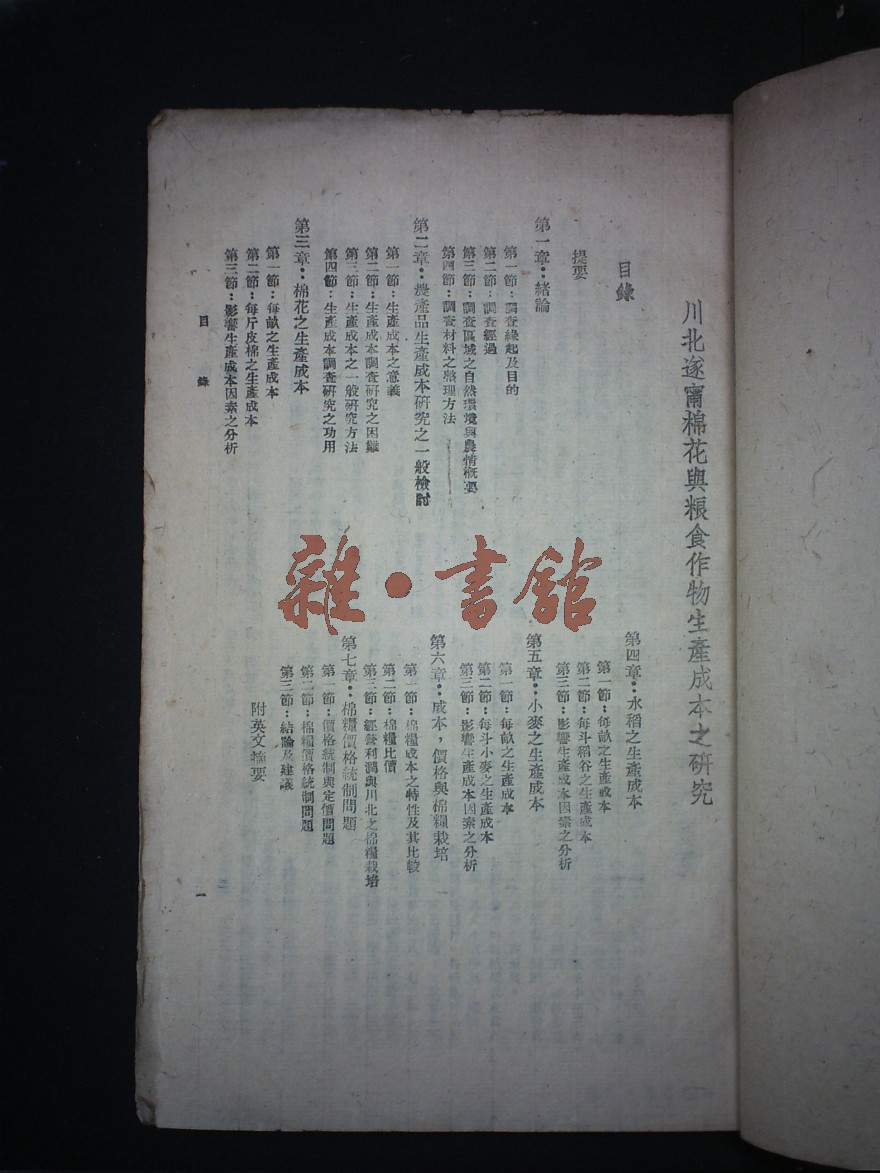 川北遂甯棉花與粮食作物生產成本之研究
目錄
提要
第一章：緒論
第一節：調查緣起及目的
第二節：調查經過
第三節：調查區域之自然環境與農情概要
第四節：調查材料之整理方法
第二章：農產品生產成本研究之一般檢討
第一節：生產成本之意義
第二節：生產成本調查研究之困難
第三節：生產成本之一般研究方法
第四節：生產成本調查研究之功用
第三章：棉花之生產成本
第一節：每畝之生產成本
第二節：每斤皮棉之生產成本
第三節：影響生產成本因素之分析
第四章：水稻之生產成本
第一節：每畝之生產成本
第二節：每斗稻谷之生產成本
第三節：影響生產成本因素之分析
第五章：小麥之生產成本
第一節：每畝之生產成本
第二節：每斗小麥之生產成本
第三節：影響生產成本因素之分析
第六章：成本，價格與棉糧栽培
第一節：棉糧成本之特性及其比較
第二節：棉糧比價
第三節：經營利潤與川北之棉糧栽培
第七章：棉糧價格統制問題
第一節：價格統制與定價問題
第二節：棉糧價格統制問題
第三節：結論及建議
附英文摘要
目錄
一
雜·書館